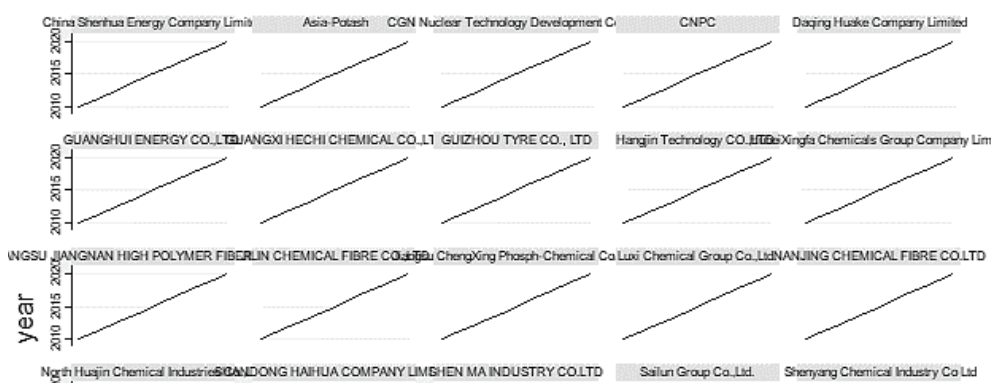 China Shenhua Energy Company Limit Asia-Potash CGN Nuclear Technology Development Co CNPC Daqing Huake Company Limited
2020
2015
2010
GUANGHUI ENERGY CO.,LTD GUANGXI HECHI CHEMICAL CO.,LT GUIZHOU TYRE CO., LTD Hangjin Technology CO.,LTD Xingfa Chemicals Group Company Lim
2020
2015
2010
ANGSU JIANGNAN HIGH POLYMER FIBER JILIN CHEMICAL FIBRE CO.,LTD ChengXing Phosph-Chemical Co Luxi Chemical Group Co.,Ltd NANJING CHEMICAL FIBRE CO.LTD
2020
2015
2010
year
North Huajin Chemical Industries SHANDONG HAIHUA COMPANY LIM SHEN MA INDUSTRY CO.LTD Sailun Group Co.,Ltd. Shenyang Chemical Industry Co Ltd